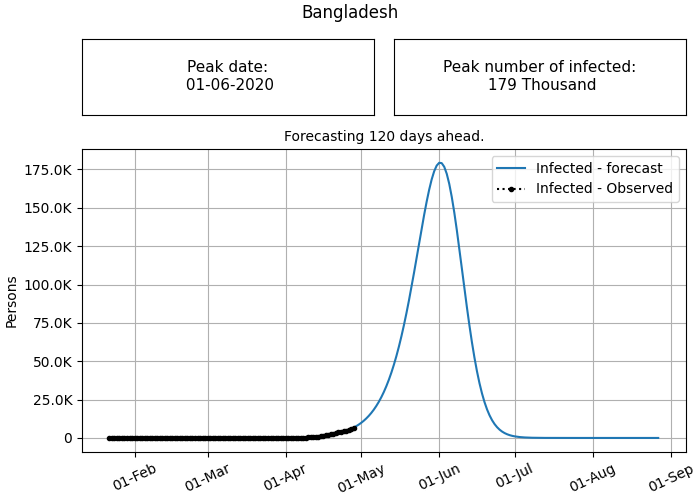 Bangladesh
Peak date:
01-06-2020
Peak number of infected:
179 Thousand
Forecasting 120 days ahead.
Infected - forecast
Infected - Observed
175.0K
150.0K
125.0K
100.0K
75.0K
50.0K
25.0K
0
Persons
01-Feb
01-Mar
01-Apr
01-May
01-Jun
01-Jul
01-Aug
01-Sep